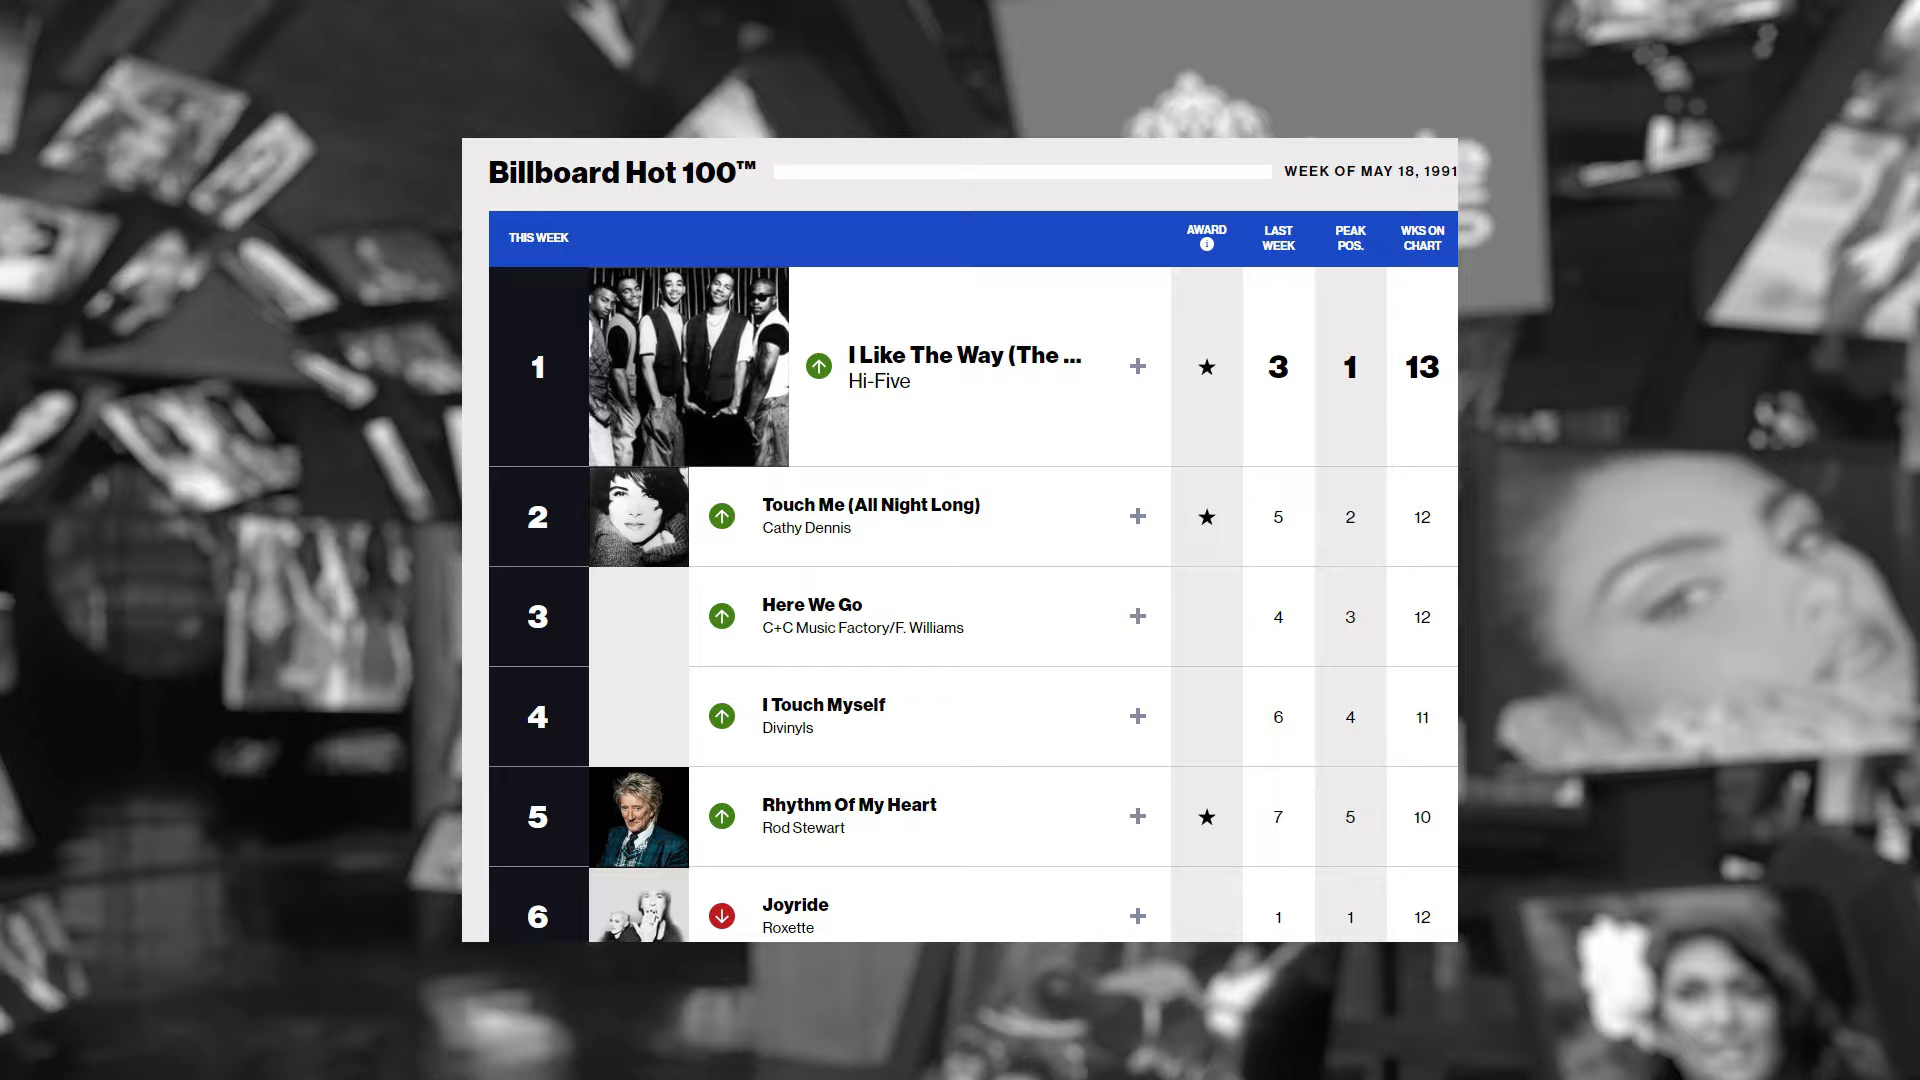 Billboard Hot 100™
WEEK OF MAY 18, 1991
THIS WEEK
AWARD
i
LAST WEEK
PEAK POS.
WKS ON CHART
1
I Like The Way (The ...
Hi-Five
3
1
13
2
Touch Me (All Night Long)
Cathy Dennis
5
2
12
3
Here We Go
C+C Music Factory/F. Williams
4
3
12
4
I Touch Myself
Divinyls
6
4
11
5
Rhythm Of My Heart
Rod Stewart
7
5
10
6
Joyride
Roxette
1
1
12